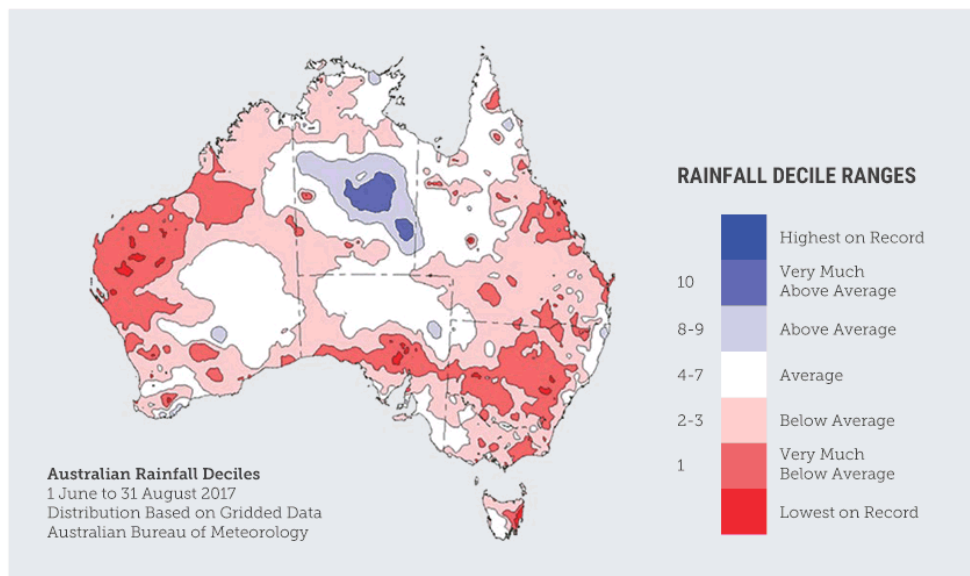 RAINFALL DECILE RANGES
Highest on Record
10
Very Much
Above Average
8-9
Above Average
4-7
Average
2-3
Below Average
1
Very Much
Below Average
Lowest on Record
Australian Rainfall Deciles
1 June to 31 August 2017
Distribution Based on Gridded Data
Australian Bureau of Meteorology